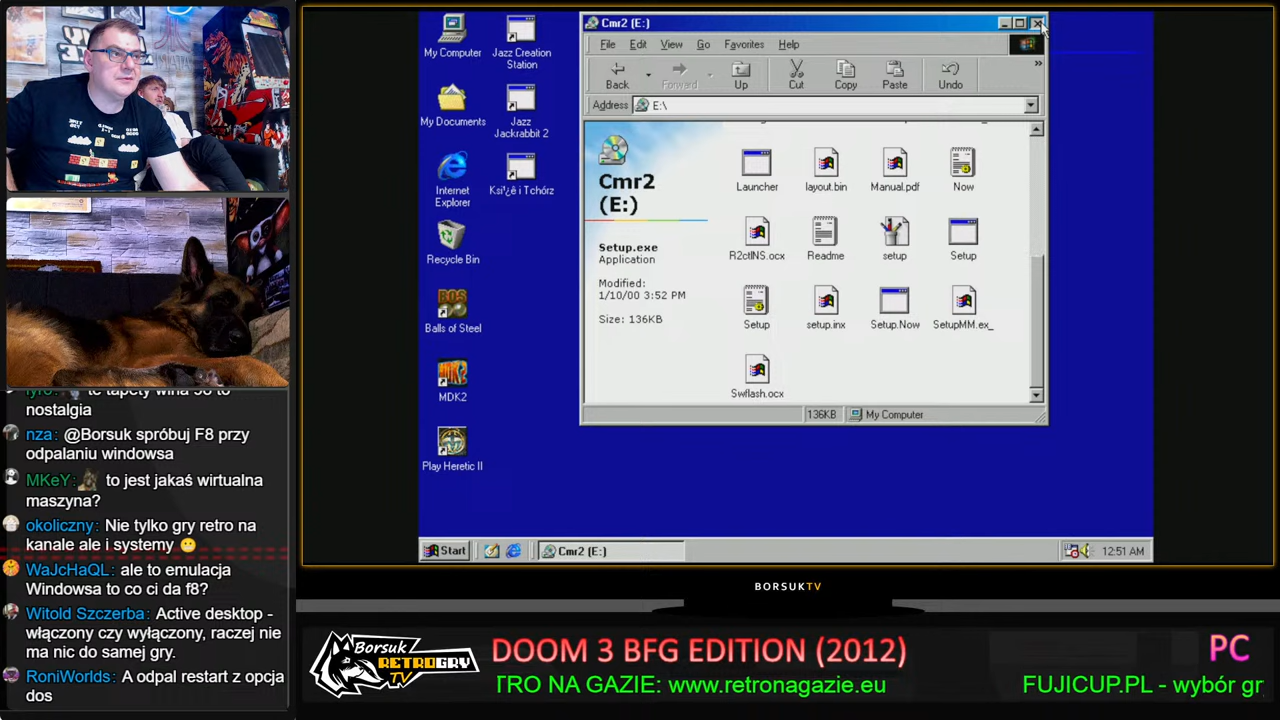 My Computer
Jazz Creation
Station
My Documents
Jazz
Jackrabbit 2
Internet
Explorer
Ksi¹¿ê i Tchórz
Recycle Bin
Balls of Steel
MDK2
Play Heretic II
Cmr2 (E:)
File Edit View Go Favorites Help
Back Forward Up Cut Copy Paste Undo
Address E:\
Cmr2
(E:)
Setup.exe
Application
Modified:
1/10/00 3:52 PM
Size: 136KB
Launcher layout.bin Manual.pdf Now
R2ctlNS.ocx Readme setup Setup
Setup setup.inx Setup.Now SetupMM.ex_
Swflash.ocx
136KB My Computer
Start Cmr2 (E:) 12:51 AM
te tapety wina 98 to
nostalgia
nza: @Borsuk spróbuj F8 przy
odpalaniu windowsa
MKeY: to jest jakaś wirtualna
maszyna?
okoliczny: Nie tylko gry retro na
kanale ale i systemy
WaJcHaQL: ale to emulacja
Windowsa to co ci da f8?
Witold Szczerba: Active desktop -
włączony czy wyłączony, raczej nie
ma nic do samej gry.
RoniWorlds: A odpal restart z opcja
dos
BORSUKTV
Borsuk
RETROGRY
TV
DOOM 3 BFG EDITION (2012)
PC
TRO NA GAZIE: www.retronagazie.eu
FUJICUP.PL - wybór gr